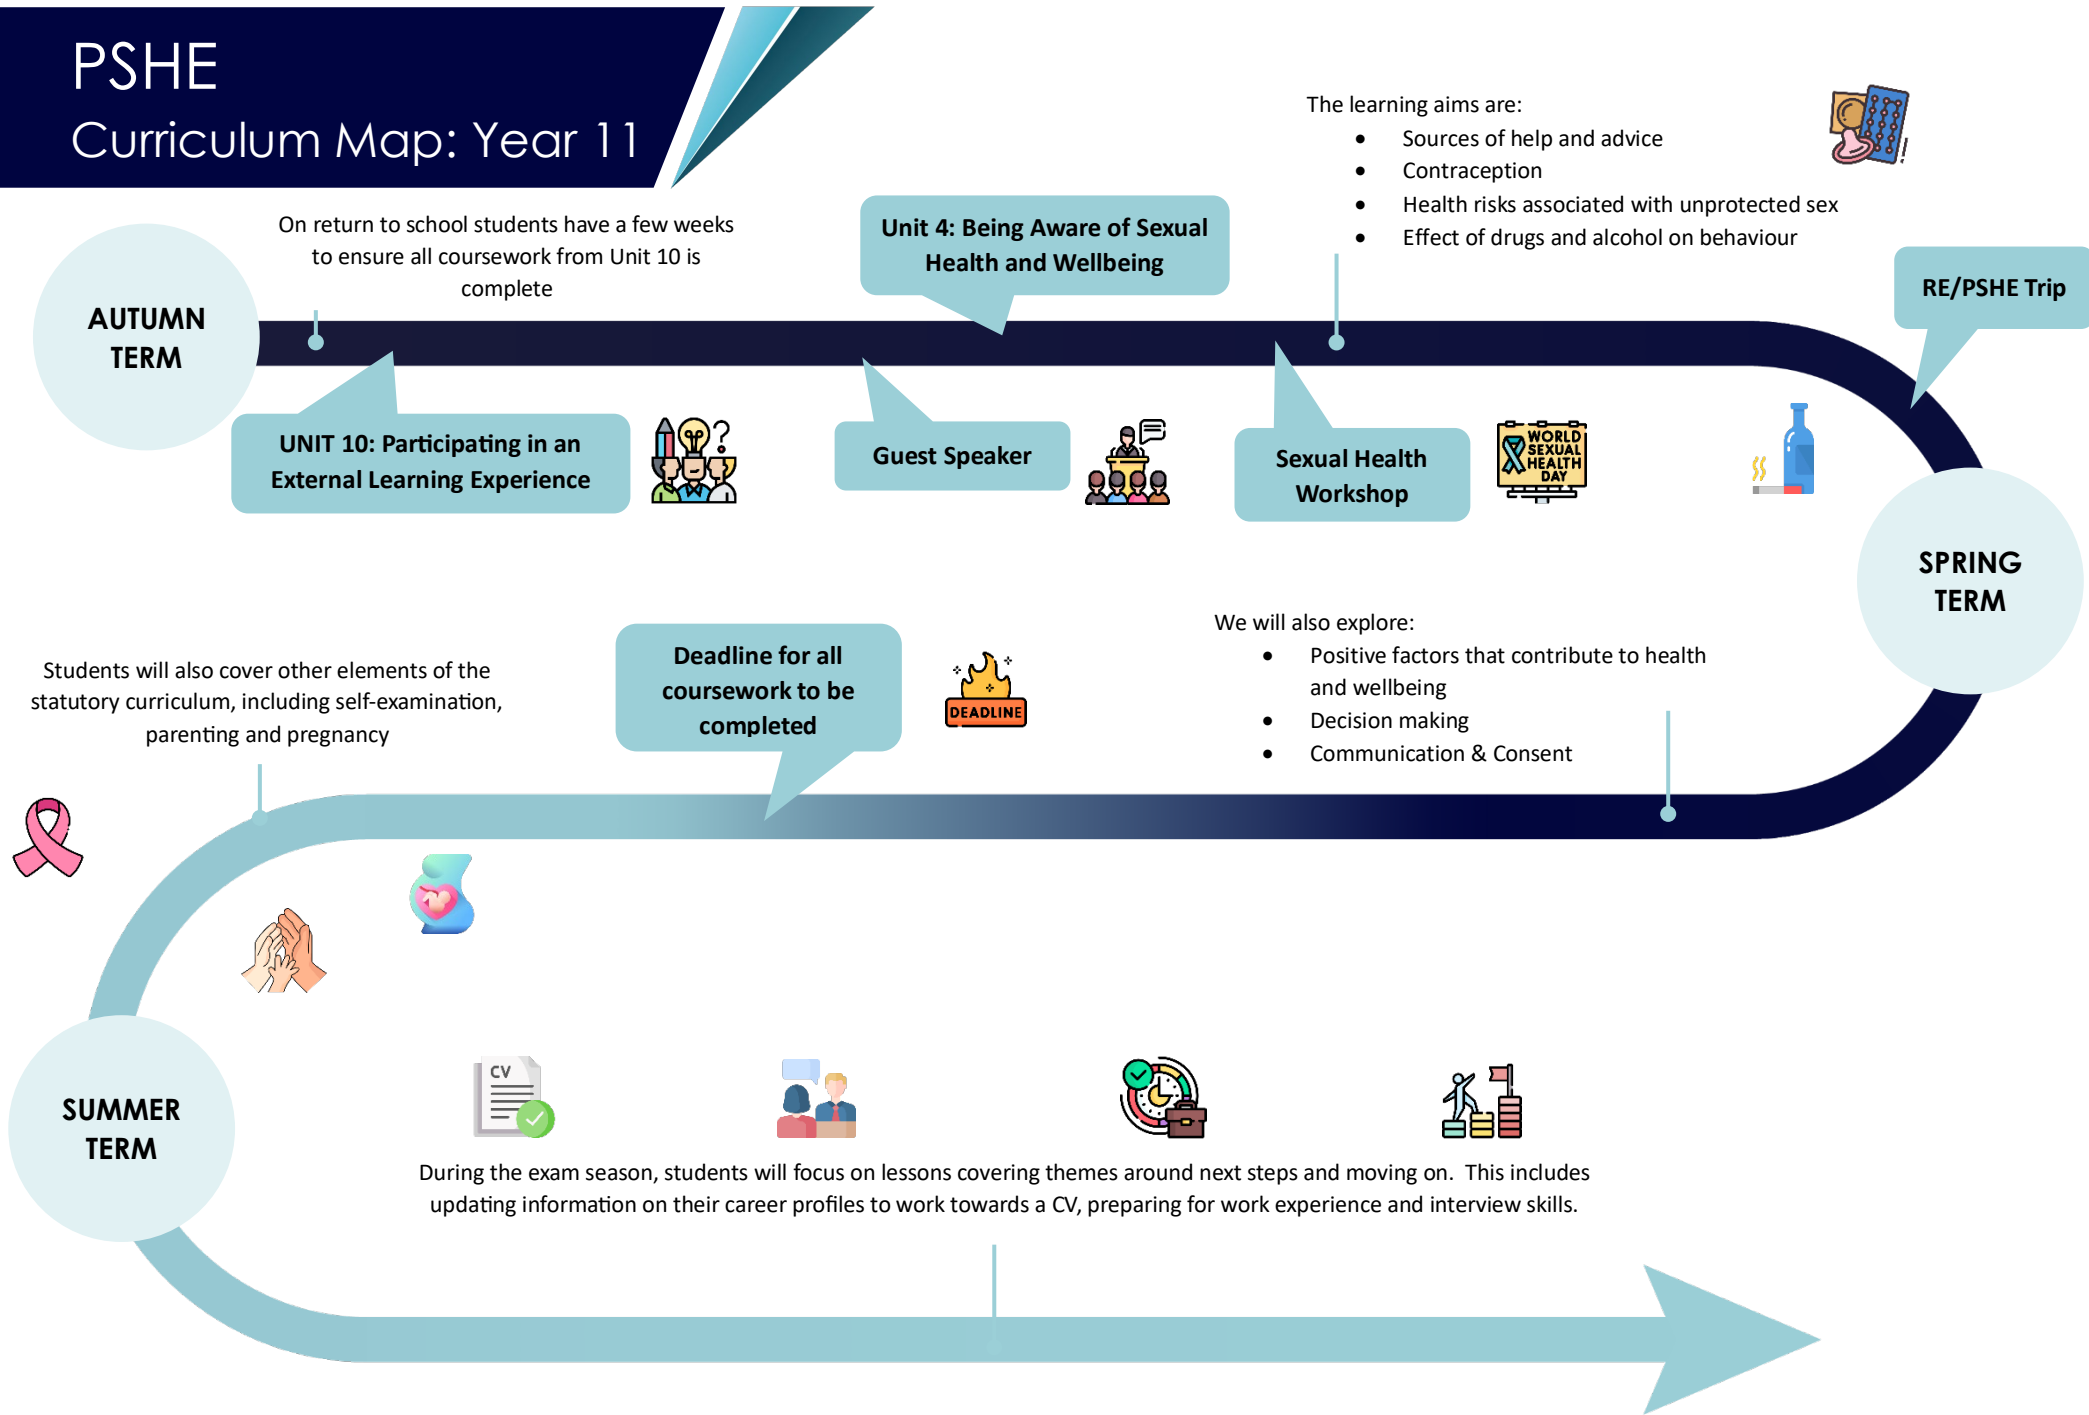 PSHE
Curriculum Map: Year 11
The learning aims are:
• Sources of help and advice
• Contraception
• Health risks associated with unprotected sex
• Effect of drugs and alcohol on behaviour
On return to school students have a few weeks
to ensure all coursework from Unit 10 is
complete
Unit 4: Being Aware of Sexual
Health and Wellbeing
RE/PSHE Trip
AUTUMN
TERM
UNIT 10: Participating in an
External Learning Experience
Guest Speaker
Sexual Health
Workshop
WORLD
SEXUAL
HEALTH
DAY
SPRING
TERM
We will also explore:
• Positive factors that contribute to health
and wellbeing
• Decision making
• Communication & Consent
Deadline for all
coursework to be
completed
DEADLINE
Students will also cover other elements of the
statutory curriculum, including self-examination,
parenting and pregnancy
SUMMER
TERM
CV
During the exam season, students will focus on lessons covering themes around next steps and moving on.  This includes
updating information on their career profiles to work towards a CV, preparing for work experience and interview skills.